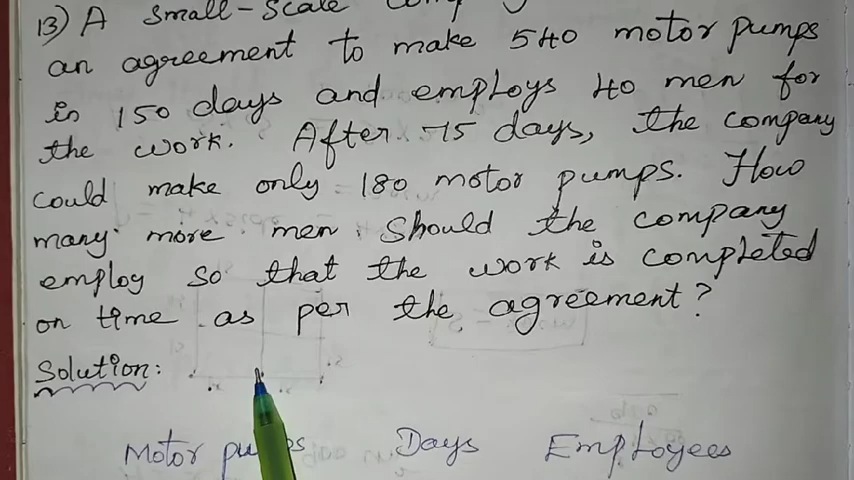 13) A Small-Scale
an agreement to make 540 motor pumps
in 150 days and employs 40 men for
the work. After 75 days, the company
could make only 180 motor pumps. How
many more men should the company
employ so that the work is completed
on time as per the agreement?
Solution:
Motor pumps Days Employees